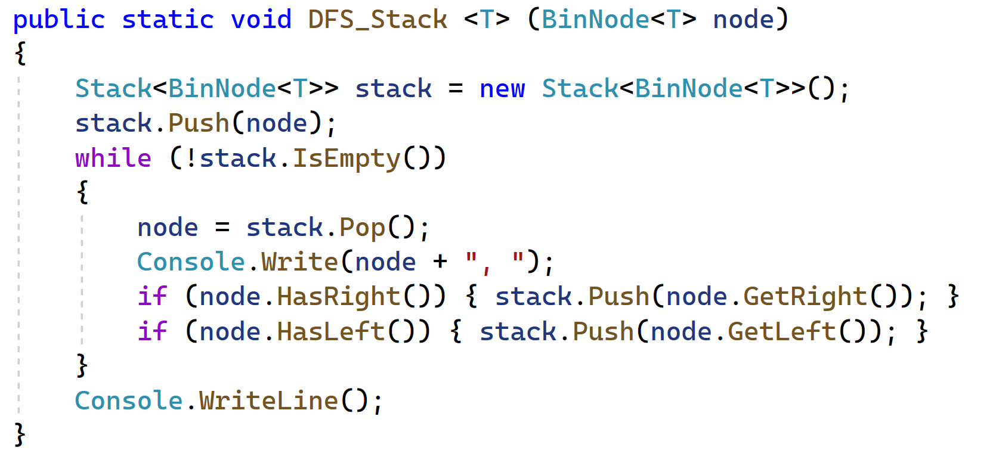 public static void DFS_Stack <T> (BinNode<T> node)
{
    Stack<BinNode<T>> stack = new Stack<BinNode<T>>();
    stack.Push(node);
    while (!stack.IsEmpty())
    {
        node = stack.Pop();
        Console.Write(node + ", ");
        if (node.HasRight()) { stack.Push(node.GetRight()); }
        if (node.HasLeft()) { stack.Push(node.GetLeft()); }
    }
    Console.WriteLine();
}